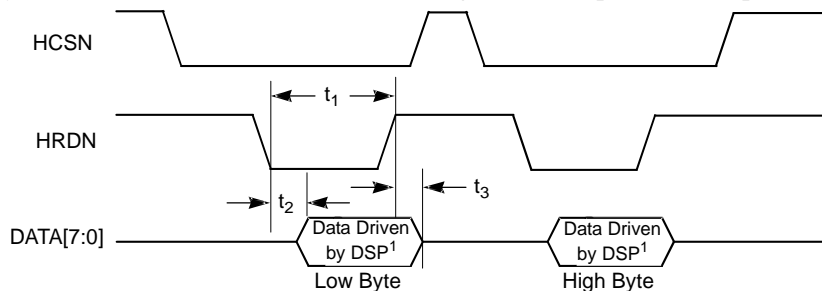 HCSN
t1
HRDN
t2
t3
DATA[7:0]
Data Driven
by DSP1
Data Driven
by DSP1
Low Byte
High Byte